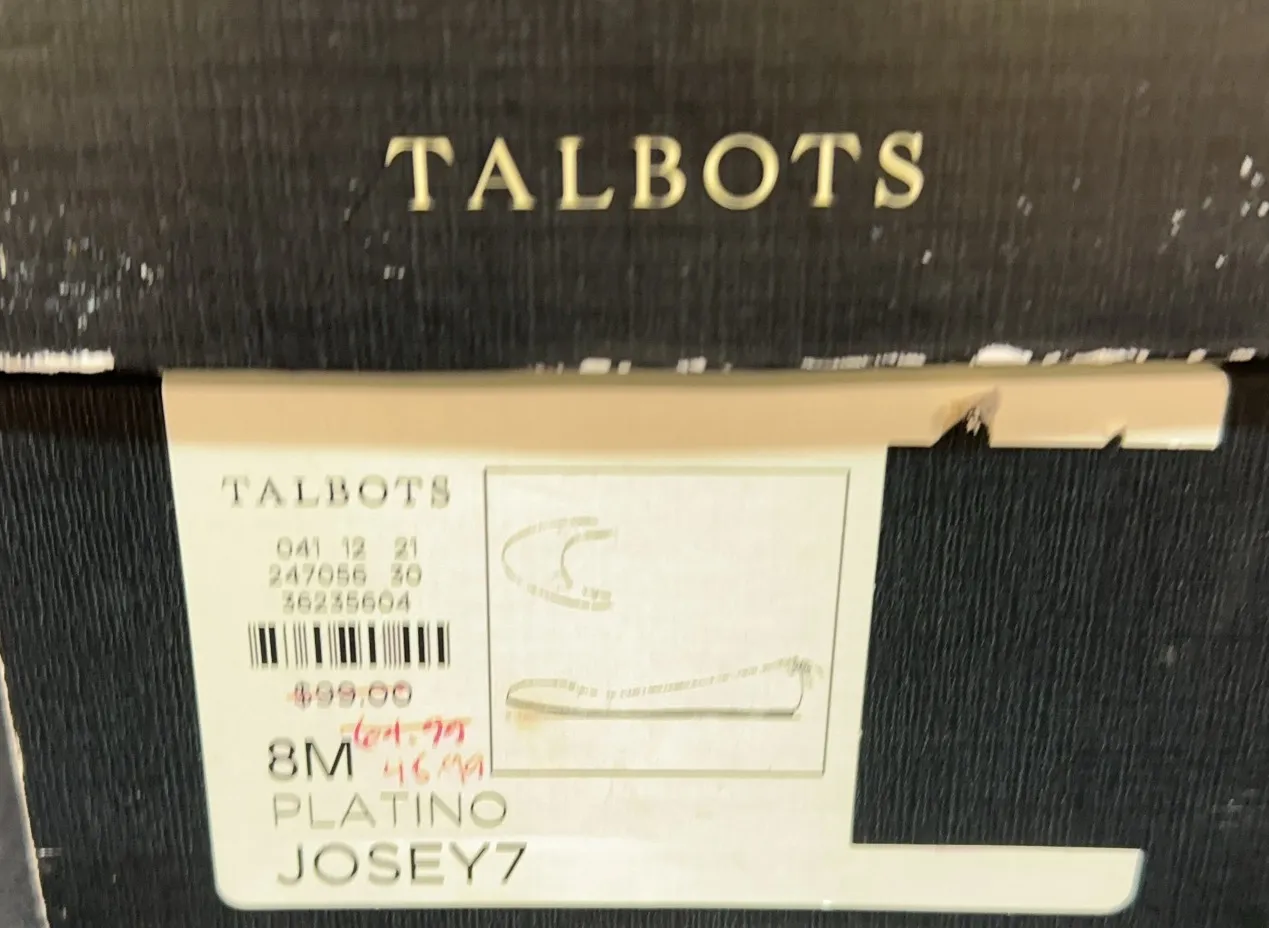 TALBOTS
TALBOTS
041 12 21
247056 30
36235604
$99.00
64.99
8M
46.99
PLATINO
JOSEY7